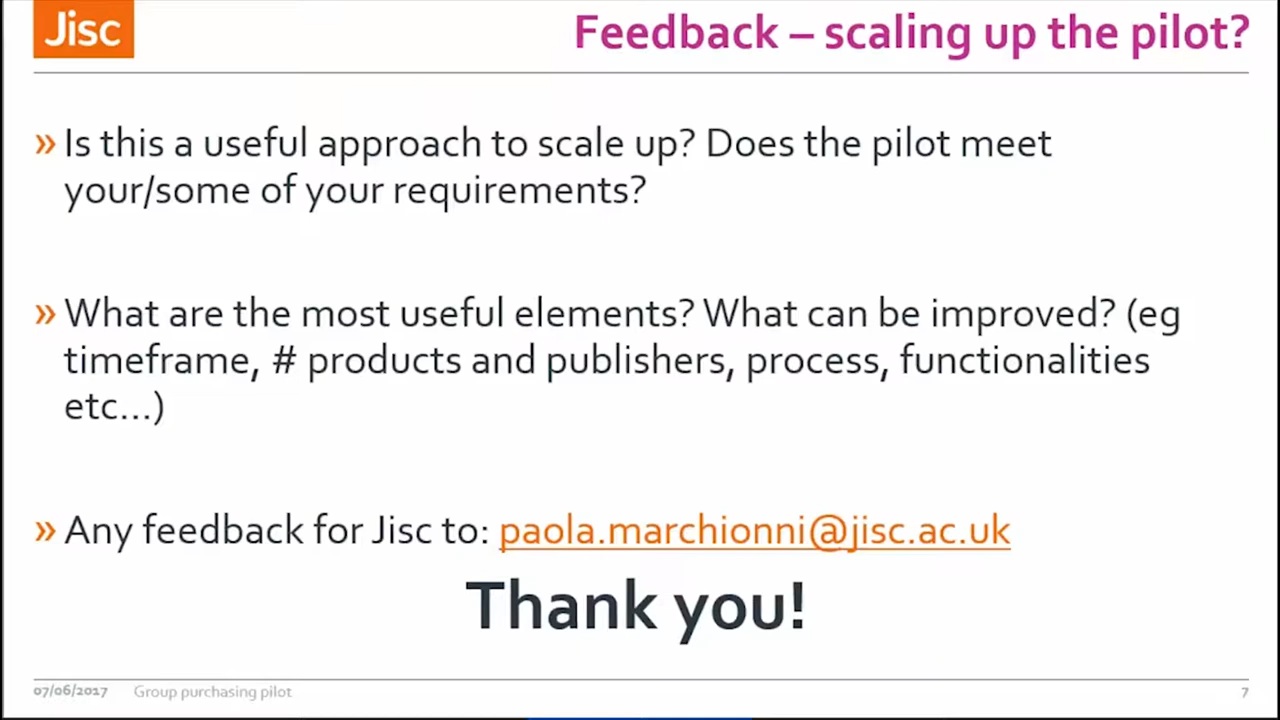 Jisc
Feedback – scaling up the pilot?
» Is this a useful approach to scale up? Does the pilot meet
your/some of your requirements?
» What are the most useful elements? What can be improved? (eg
timeframe, # products and publishers, process, functionalities
etc...)
» Any feedback for Jisc to: paola.marchionni@jisc.ac.uk
Thank you!
07/06/2017 Group purchasing pilot 7